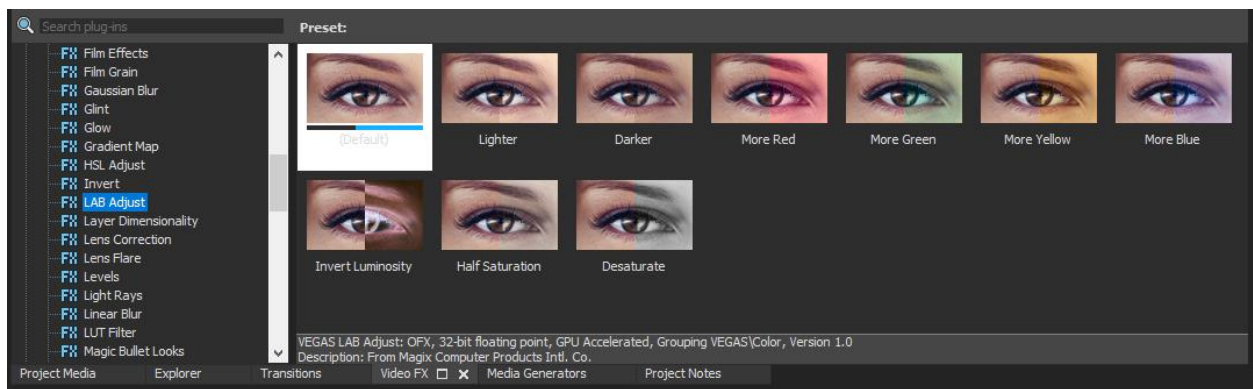 Search plug-ins
Preset:
FX Film Effects
FX Film Grain
FX Gaussian Blur
FX Glint
FX Glow
FX Gradient Map
FX HSL Adjust
FX Invert
FX LAB Adjust
FX Layer Dimensionality
FX Lens Correction
FX Lens Flare
FX Levels
FX Light Rays
FX Linear Blur
FX LUT Filter
FX Magic Bullet Looks
(Default) Lighter Darker More Red More Green More Yellow More Blue
Invert Luminosity Half Saturation Desaturate
VEGAS LAB Adjust: OFX, 32-bit floating point, GPU Accelerated, Grouping VEGAS\Color, Version 1.0
Description: From Magix Computer Products Intl. Co.
Project Media Explorer Transitions Video FX Media Generators Project Notes